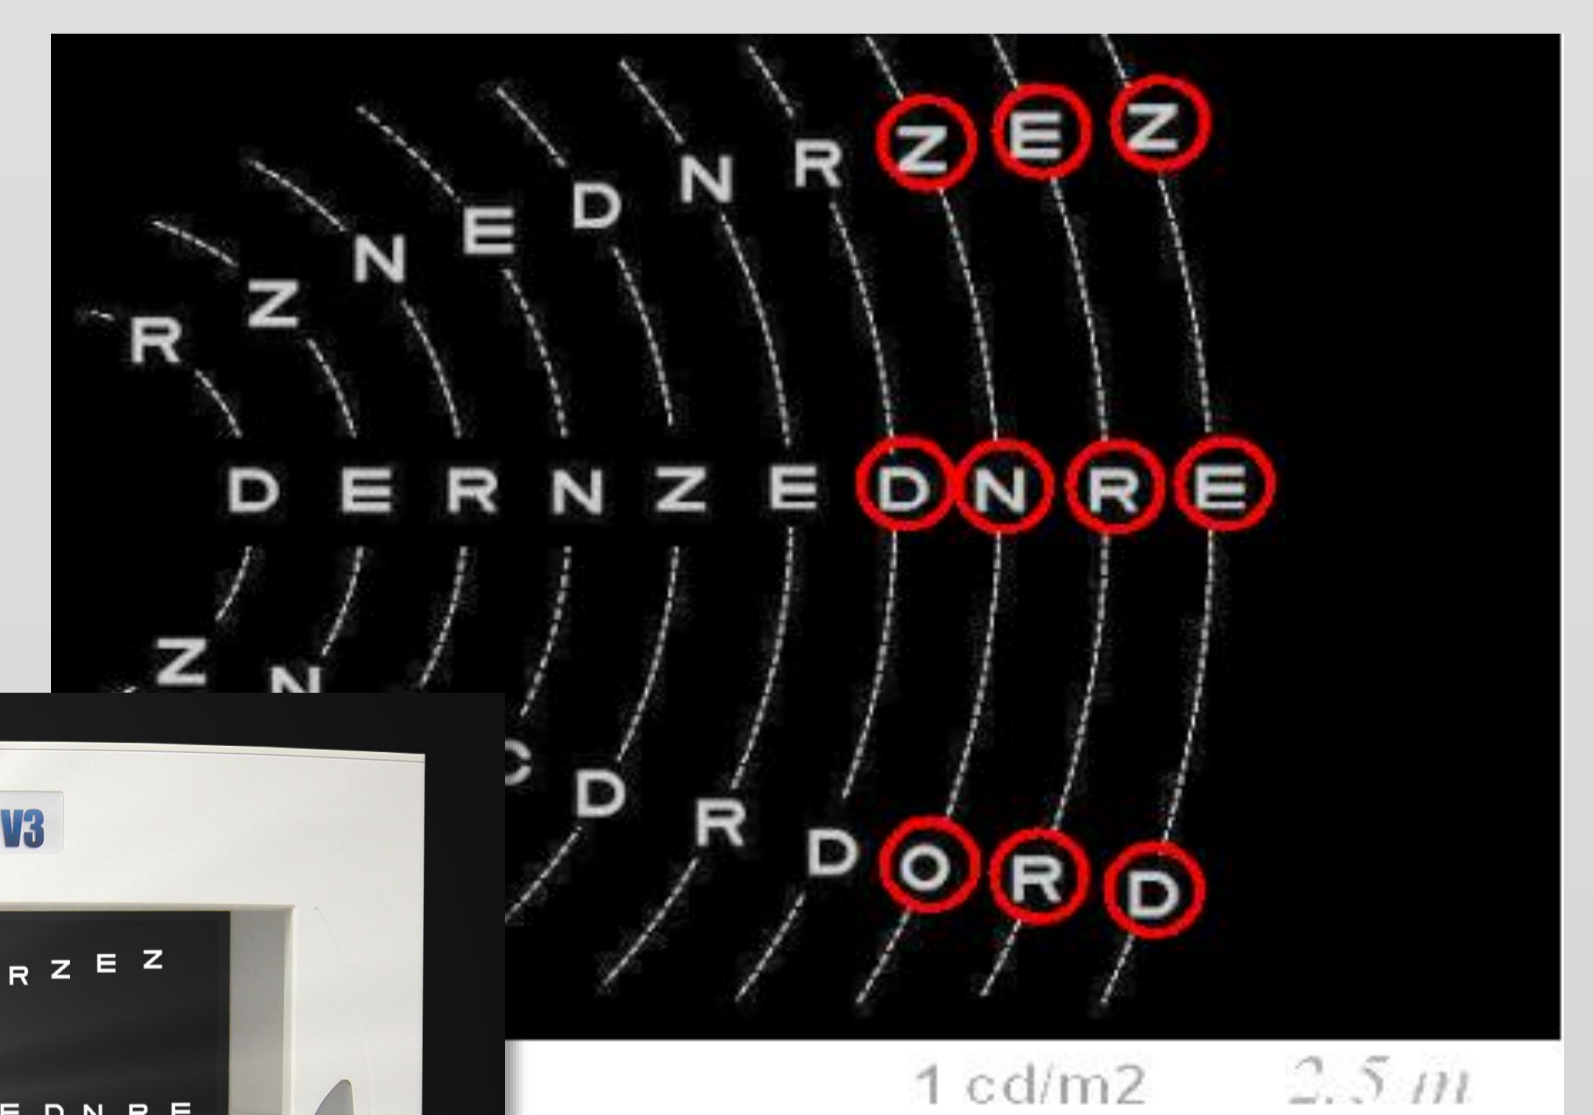 R Z N E D N R Z E Z
D E R N Z E D N R E
Z N C D R D O R D
V3
R Z E Z
E D N R E
1 cd/m2 2.5 m